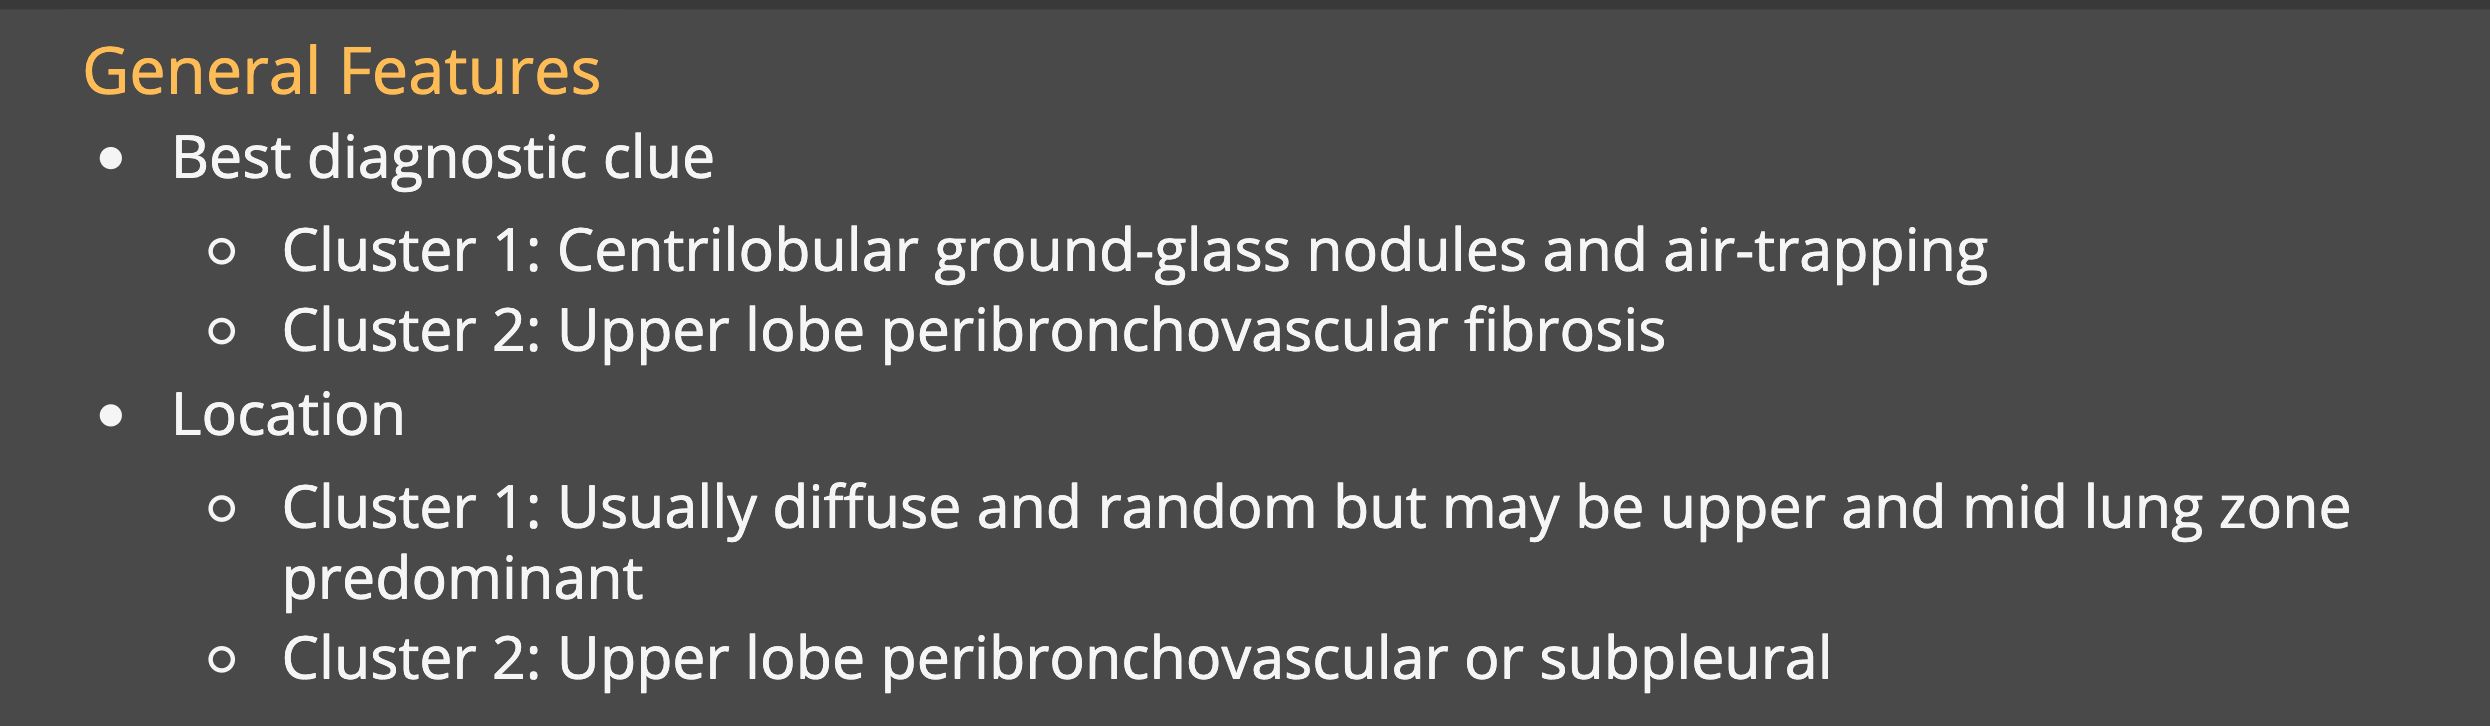 General Features
• Best diagnostic clue
○ Cluster 1: Centrilobular ground-glass nodules and air-trapping
○ Cluster 2: Upper lobe peribronchovascular fibrosis
• Location
○ Cluster 1: Usually diffuse and random but may be upper and mid lung zone
predominant
○ Cluster 2: Upper lobe peribronchovascular or subpleural